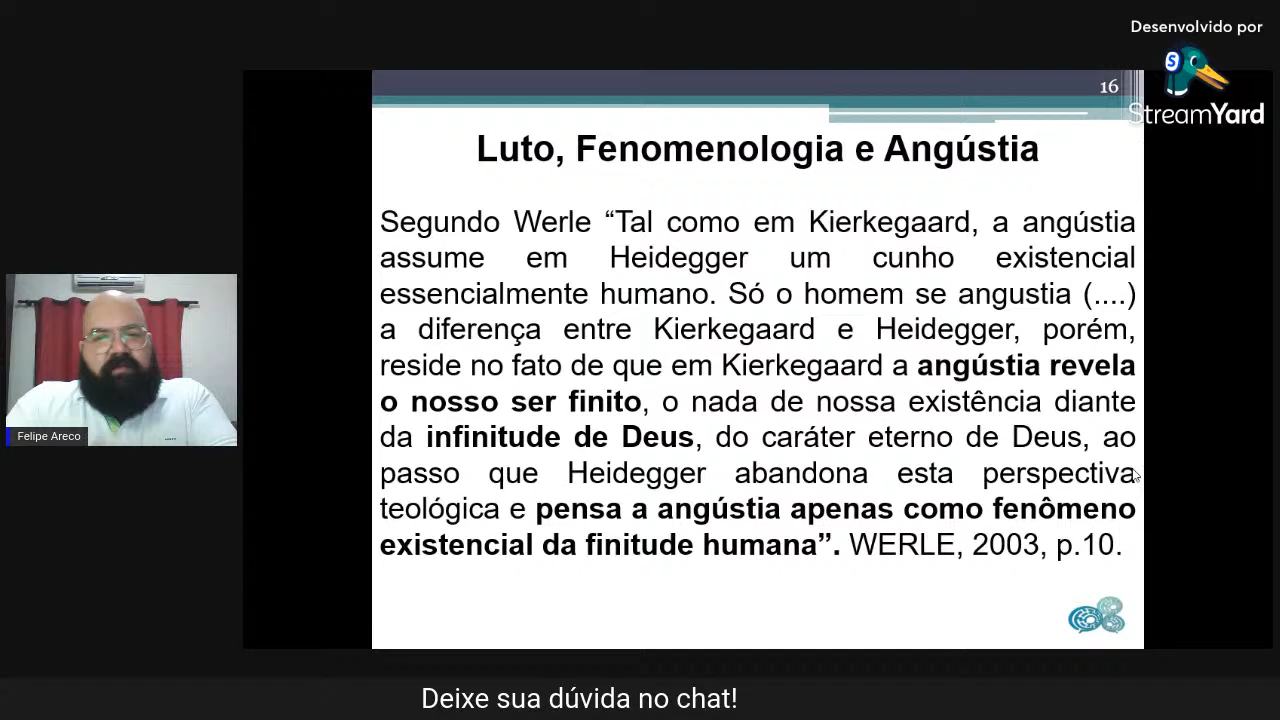 Desenvolvido por
StreamYard
16
Luto, Fenomenologia e Angústia
Segundo Werle “Tal como em Kierkegaard, a angústia
assume em Heidegger um cunho existencial
essencialmente humano. Só o homem se angustia (....)
a diferença entre Kierkegaard e Heidegger, porém,
reside no fato de que em Kierkegaard a angústia revela
o nosso ser finito, o nada de nossa existência diante
da infinitude de Deus, do caráter eterno de Deus, ao
passo que Heidegger abandona esta perspectiva
teológica e pensa a angústia apenas como fenômeno
existencial da finitude humana”. WERLE, 2003, p.10.
Felipe Areco
Deixe sua dúvida no chat!